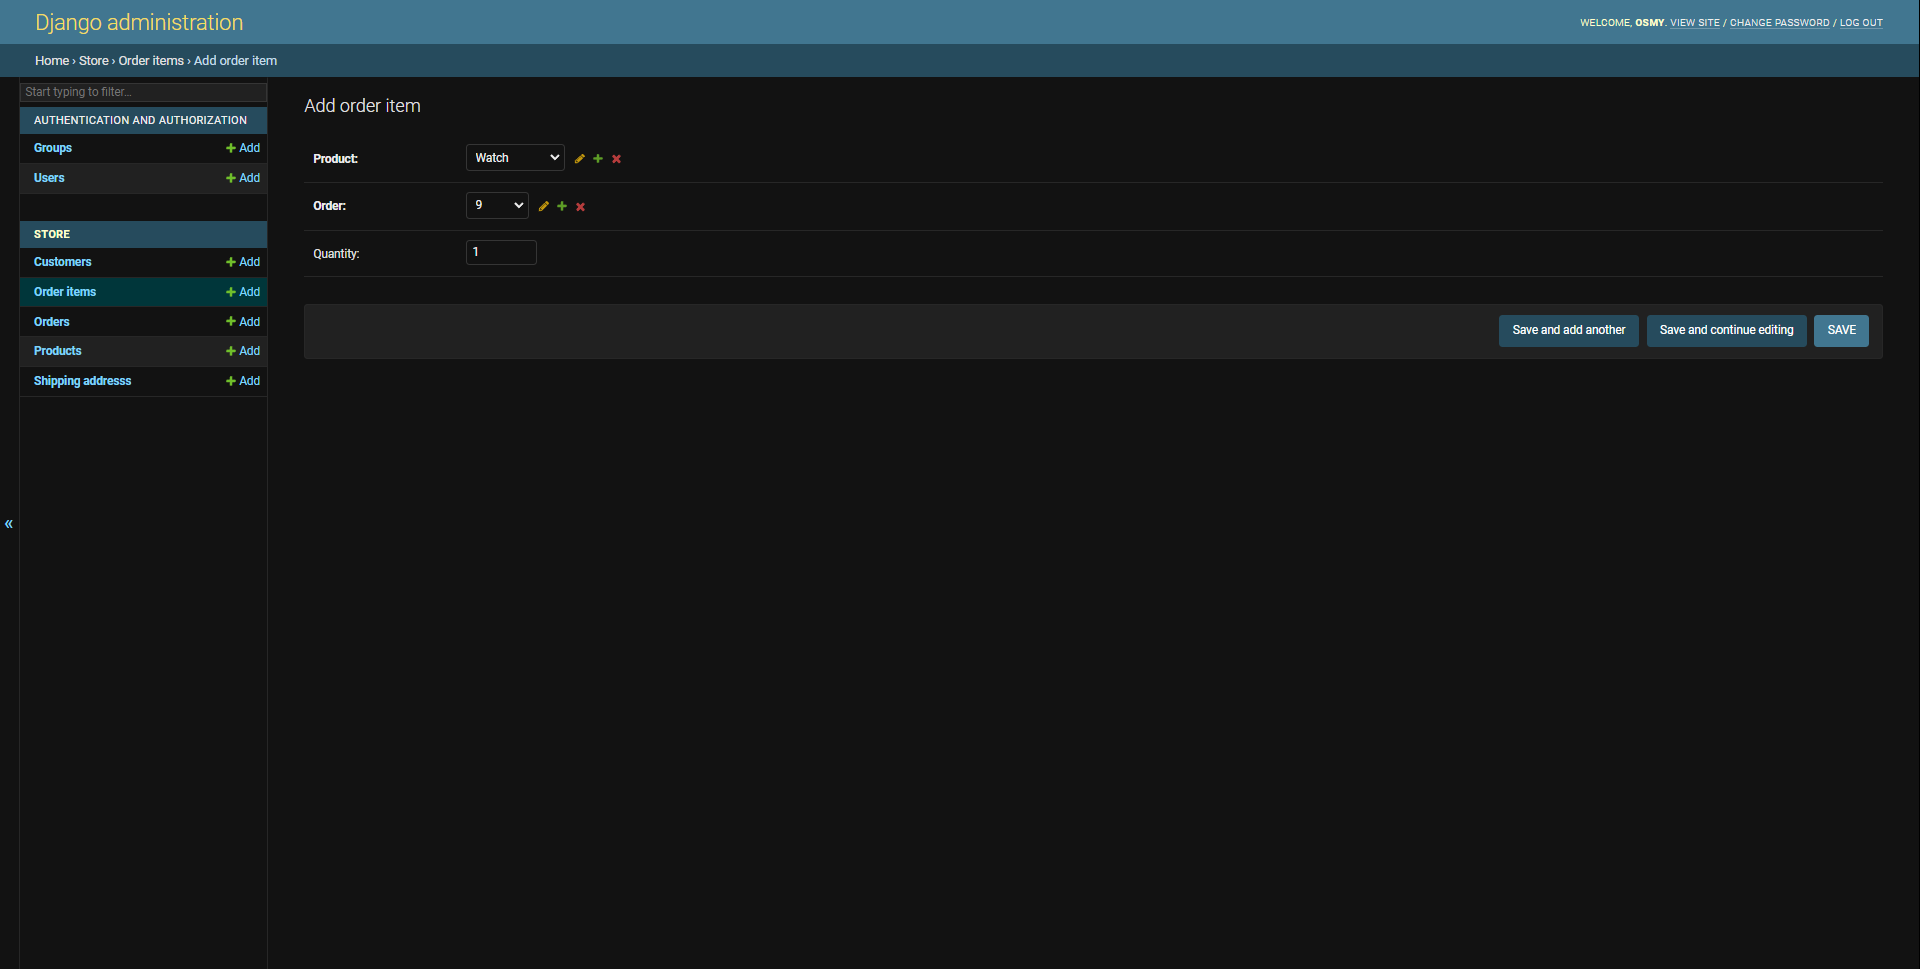 Django administration
WELCOME, OSMY. VIEW SITE / CHANGE PASSWORD / LOG OUT
Home › Store › Order items › Add order item
Start typing to filter...
AUTHENTICATION AND AUTHORIZATION
Groups + Add
Users + Add
STORE
Customers + Add
Order items + Add
Orders + Add
Products + Add
Shipping addresss + Add
«
Add order item
Product: Watch
Order: 9
Quantity: 1
Save and add another Save and continue editing SAVE